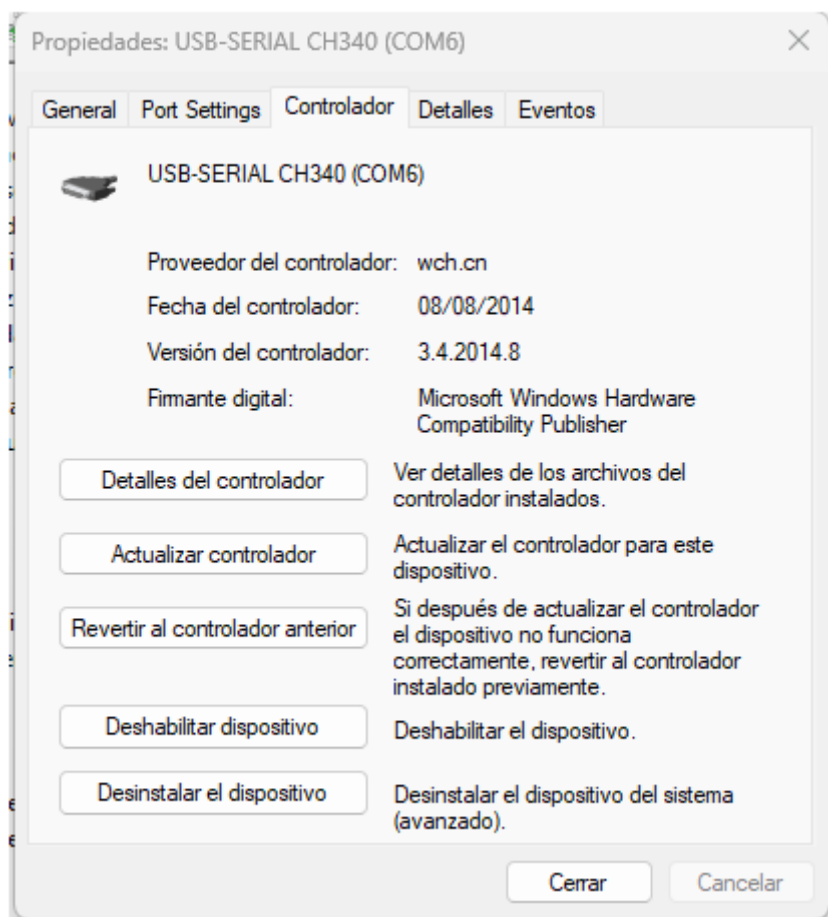 Propiedades: USB-SERIAL CH340 (COM6)
General
Port Settings
Controlador
Detalles
Eventos
USB-SERIAL CH340 (COM6)
Proveedor del controlador: wch.cn
Fecha del controlador: 08/08/2014
Versión del controlador: 3.4.2014.8
Firmante digital: Microsoft Windows Hardware
Compatibility Publisher
Detalles del controlador
Ver detalles de los archivos del
controlador instalados.
Actualizar controlador
Actualizar el controlador para este
dispositivo.
Revertir al controlador anterior
Si después de actualizar el controlador
el dispositivo no funciona
correctamente, revertir al controlador
instalado previamente.
Deshabilitar dispositivo
Deshabilitar el dispositivo.
Desinstalar el dispositivo
Desinstalar el dispositivo del sistema
(avanzado).
Cerrar
Cancelar